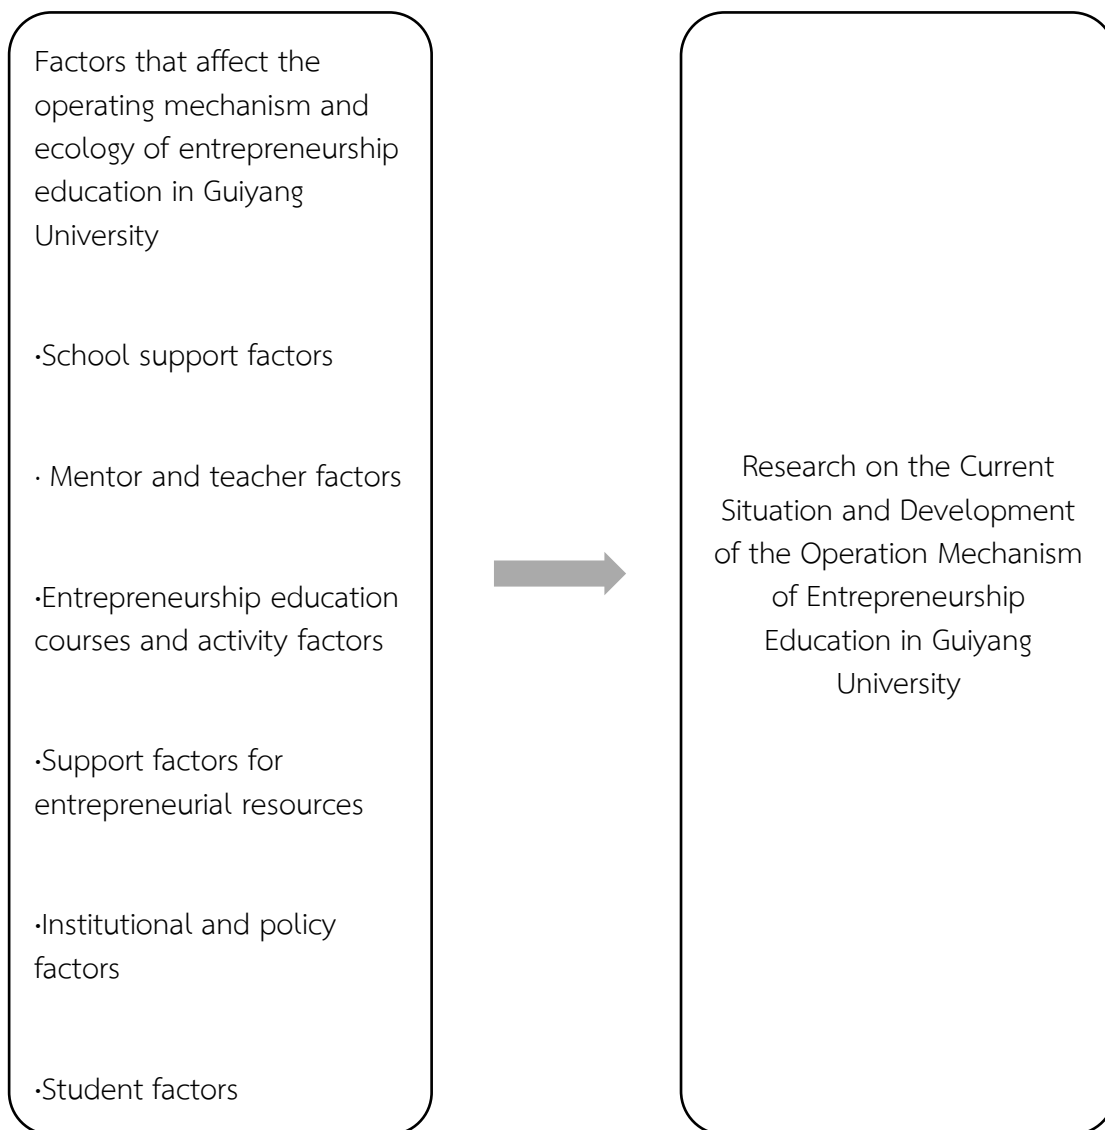 Factors that affect the
operating mechanism and
ecology of entrepreneurship
education in Guiyang
University
·School support factors
· Mentor and teacher factors
·Entrepreneurship education
courses and activity factors
·Support factors for
entrepreneurial resources
·Institutional and policy
factors
·Student factors
Research on the Current
Situation and Development
of the Operation Mechanism
of Entrepreneurship
Education in Guiyang
University